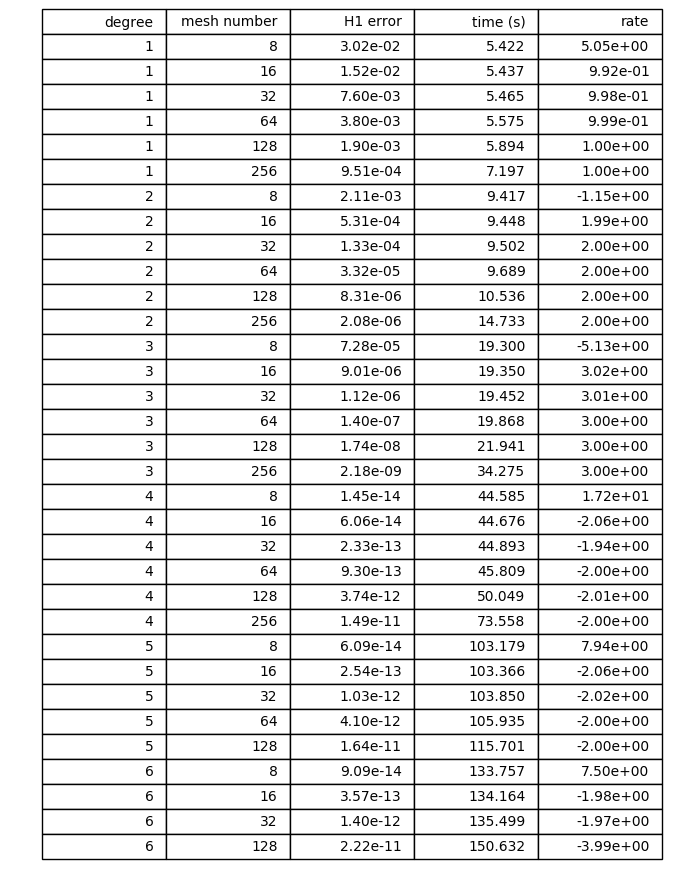 degree mesh number H1 error time (s) rate
1 8 3.02e-02 5.422 5.05e+00
1 16 1.52e-02 5.437 9.92e-01
1 32 7.60e-03 5.465 9.98e-01
1 64 3.80e-03 5.575 9.99e-01
1 128 1.90e-03 5.894 1.00e+00
1 256 9.51e-04 7.197 1.00e+00
2 8 2.11e-03 9.417 -1.15e+00
2 16 5.31e-04 9.448 1.99e+00
2 32 1.33e-04 9.502 2.00e+00
2 64 3.32e-05 9.689 2.00e+00
2 128 8.31e-06 10.536 2.00e+00
2 256 2.08e-06 14.733 2.00e+00
3 8 7.28e-05 19.300 -5.13e+00
3 16 9.01e-06 19.350 3.02e+00
3 32 1.12e-06 19.452 3.01e+00
3 64 1.40e-07 19.868 3.00e+00
3 128 1.74e-08 21.941 3.00e+00
3 256 2.18e-09 34.275 3.00e+00
4 8 1.45e-14 44.585 1.72e+01
4 16 6.06e-14 44.676 -2.06e+00
4 32 2.33e-13 44.893 -1.94e+00
4 64 9.30e-13 45.809 -2.00e+00
4 128 3.74e-12 50.049 -2.01e+00
4 256 1.49e-11 73.558 -2.00e+00
5 8 6.09e-14 103.179 7.94e+00
5 16 2.54e-13 103.366 -2.06e+00
5 32 1.03e-12 103.850 -2.02e+00
5 64 4.10e-12 105.935 -2.00e+00
5 128 1.64e-11 115.701 -2.00e+00
6 8 9.09e-14 133.757 7.50e+00
6 16 3.57e-13 134.164 -1.98e+00
6 32 1.40e-12 135.499 -1.97e+00
6 128 2.22e-11 150.632 -3.99e+00